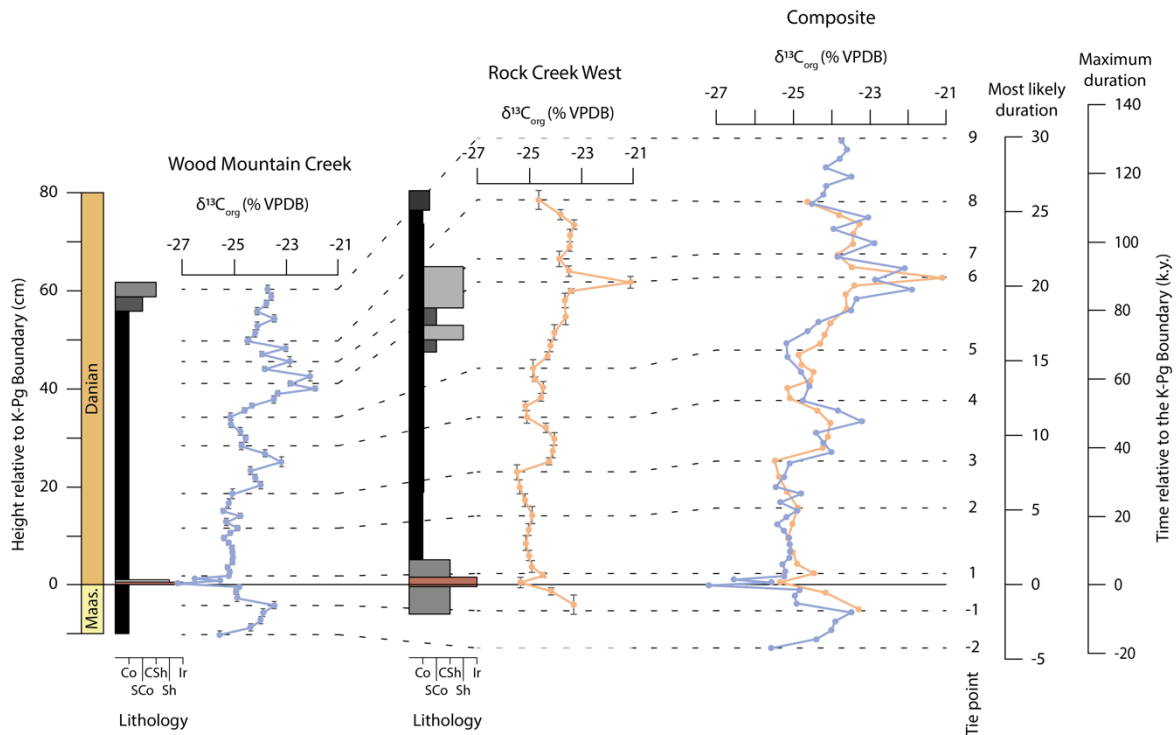 Composite
δ¹³Corg (% VPDB)
-27 -25 -23 -21
Most likely duration
Maximum duration
Rock Creek West
δ¹³Corg (% VPDB)
-27 -25 -23 -21
Wood Mountain Creek
δ¹³Corg (% VPDB)
-27 -25 -23 -21
Height relative to K-Pg Boundary (cm)
80
60
40
20
0
Danian
Maas.
9
8
7
6
5
4
3
2
1
-1
-2
Tie point
30
25
20
15
10
5
0
-5
140
120
100
80
60
40
20
0
-20
Time relative to the K-Pg Boundary (k.y.)
Co CSh Ir
SCo Sh
Lithology
Co CSh Ir
SCo Sh
Lithology